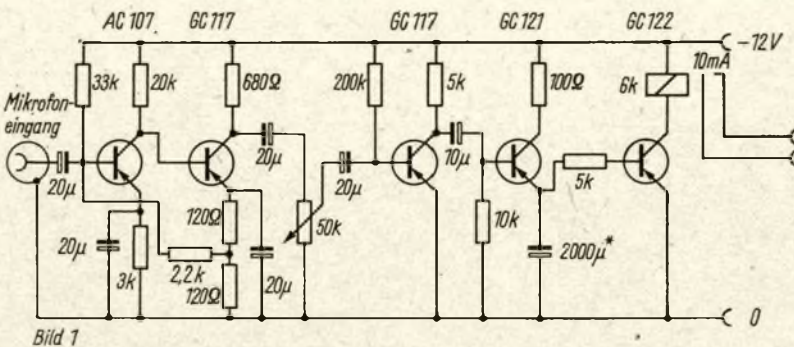 AC 107 GC 117 GC 117 GC 121 GC 122
-12V
10mA
33k 20k 680Ω 200k 5k 100Ω 6k
Mikrofon-
eingang
20µ 20µ 20µ 10µ
5k
120Ω 50k 10k 2000µ*
20µ 3k 2,2k 120Ω 20µ
0
Bild 1